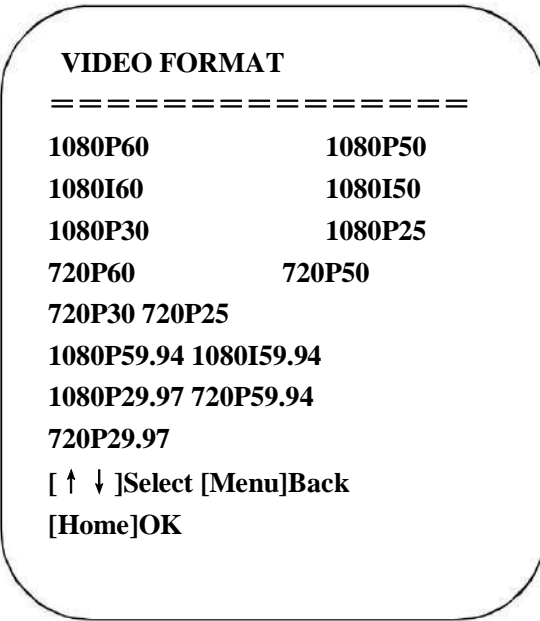 VIDEO FORMAT
===============
1080P60 1080P50
1080I60 1080I50
1080P30 1080P25
720P60 720P50
720P30 720P25
1080P59.94 1080I59.94
1080P29.97 720P59.94
720P29.97
[↑↓]Select [Menu]Back
[Home]OK